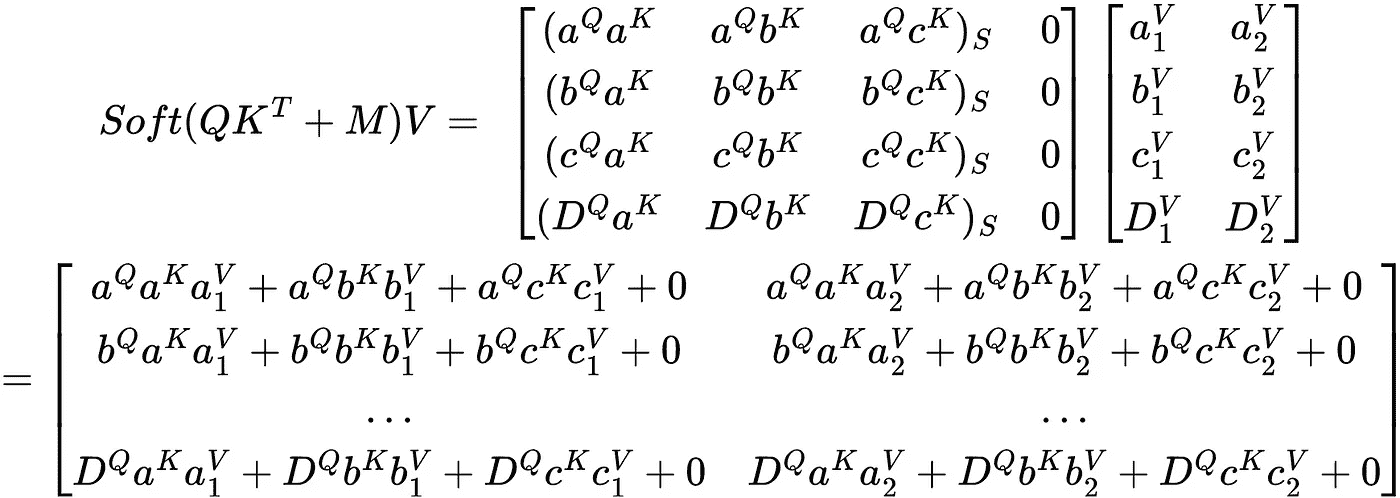 $Soft(QK^T + M)V = \begin{bmatrix} (a^Q a^K & a^Q b^K & a^Q c^K)_S & 0 \\ (b^Q a^K & b^Q b^K & b^Q c^K)_S & 0 \\ (c^Q a^K & c^Q b^K & c^Q c^K)_S & 0 \\ (D^Q a^K & D^Q b^K & D^Q c^K)_S & 0 \end{bmatrix} \begin{bmatrix} a_1^V & a_2^V \\ b_1^V & b_2^V \\ c_1^V & c_2^V \\ D_1^V & D_2^V \end{bmatrix}$
$= \begin{bmatrix} a^Q a^K a_1^V + a^Q b^K b_1^V + a^Q c^K c_1^V + 0 & a^Q a^K a_2^V + a^Q b^K b_2^V + a^Q c^K c_2^V + 0 \\ b^Q a^K a_1^V + b^Q b^K b_1^V + b^Q c^K c_1^V + 0 & b^Q a^K a_2^V + b^Q b^K b_2^V + b^Q c^K c_2^V + 0 \\ \dots & \dots \\ D^Q a^K a_1^V + D^Q b^K b_1^V + D^Q c^K c_1^V + 0 & D^Q a^K a_2^V + D^Q b^K b_2^V + D^Q c^K c_2^V + 0 \end{bmatrix}$